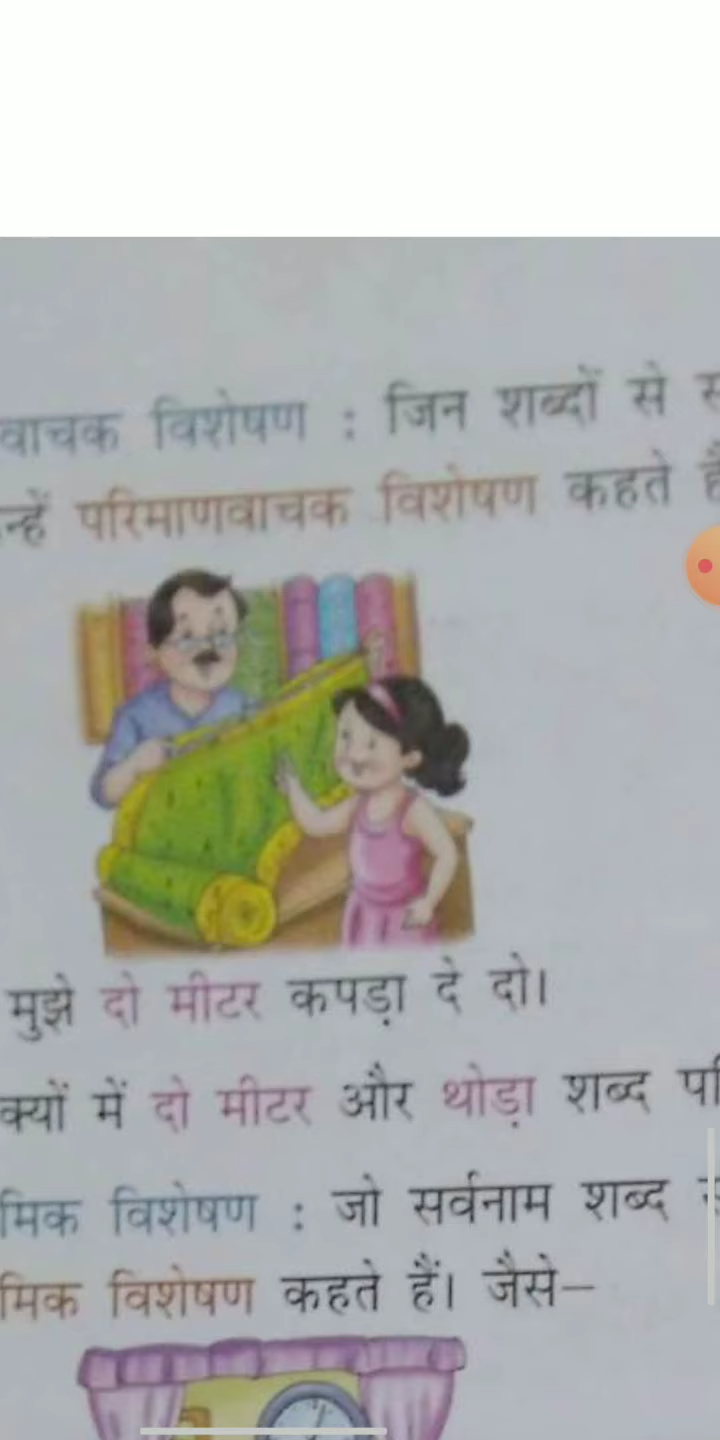 वाचक विशेषण : जिन शब्दों से
न्हें परिमाणवाचक विशेषण कहते
मुझे दो मीटर कपड़ा दे दो।
क्यों में दो मीटर और थोड़ा शब्द
मिक विशेषण : जो सर्वनाम शब्द
मिक विशेषण कहते हैं। जैसे–